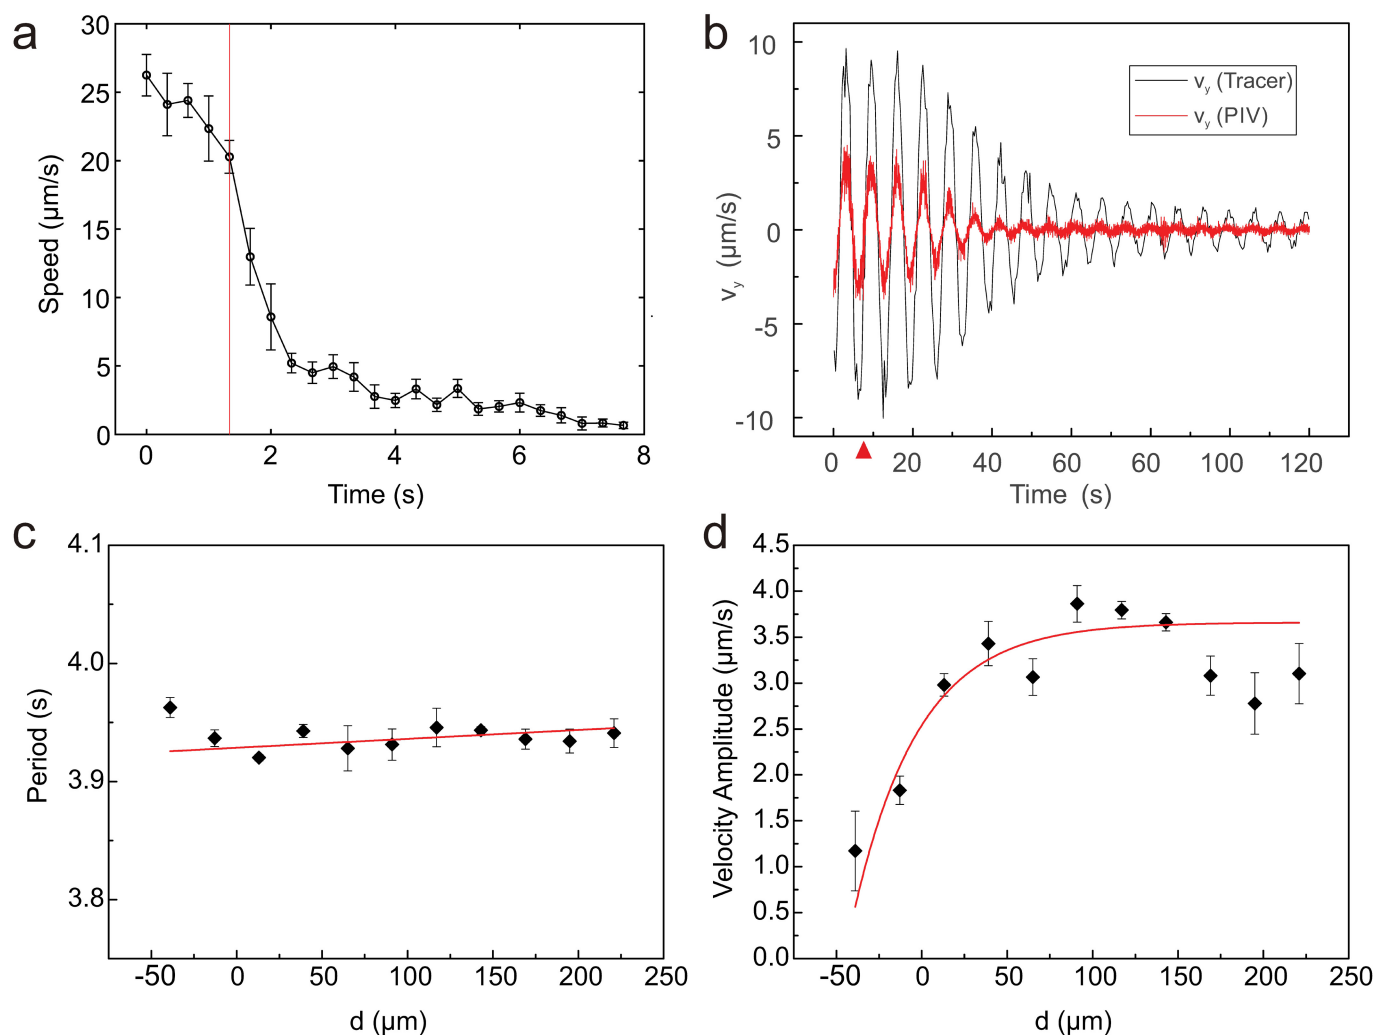 a
30
25
20
15
10
5
0
Speed (µm/s)
0 2 4 6 8
Time (s)
b
10
5
0
-5
-10
v_y (µm/s)
v_y (Tracer)
v_y (PIV)
0 20 40 60 60 100 120
Time (s)
c
4.1
4.0
3.9
3.8
Period (s)
-50 0 50 100 150 200 250
d (µm)
d
4.5
4.0
3.5
3.0
2.5
2.0
1.5
1.0
0.5
0.0
Velocity Amplitude (µm/s)
-50 0 50 100 150 200 250
d (µm)